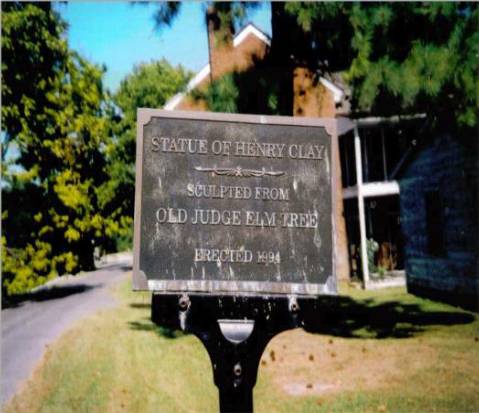 STATUE OF HENRY CLAY
SCULPTED FROM
OLD JUDGE ELM TREE
ERECTED 1994